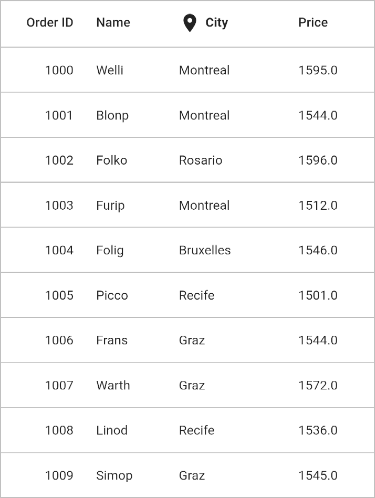 Order ID Name City Price
1000 Welli Montreal 1595.0
1001 Blonp Montreal 1544.0
1002 Folko Rosario 1596.0
1003 Furip Montreal 1512.0
1004 Folig Bruxelles 1546.0
1005 Picco Recife 1501.0
1006 Frans Graz 1544.0
1007 Warth Graz 1572.0
1008 Linod Recife 1536.0
1009 Simop Graz 1545.0